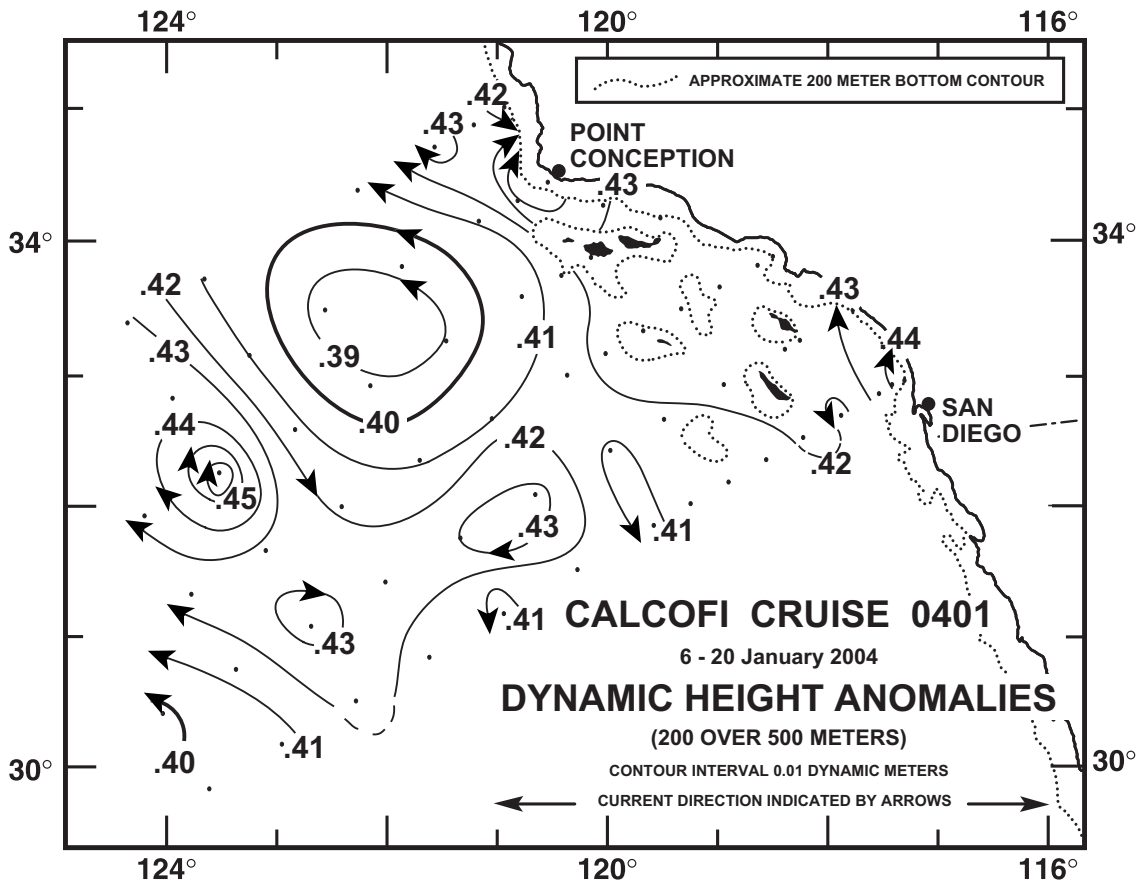 124° 120° 116°
APPROXIMATE 200 METER BOTTOM CONTOUR
.42
.43
POINT
CONCEPTION
.43
34° 34°
.42
.43
.43
.41
.44
.39
.40
SAN
DIEGO
.44
.42
.42
.45
.43
.41
.41
CALCOFI CRUISE 0401
.43
6 - 20 January 2004
DYNAMIC HEIGHT ANOMALIES
(200 OVER 500 METERS)
.41
.40
30° 30°
CONTOUR INTERVAL 0.01 DYNAMIC METERS
CURRENT DIRECTION INDICATED BY ARROWS
124° 120° 116°